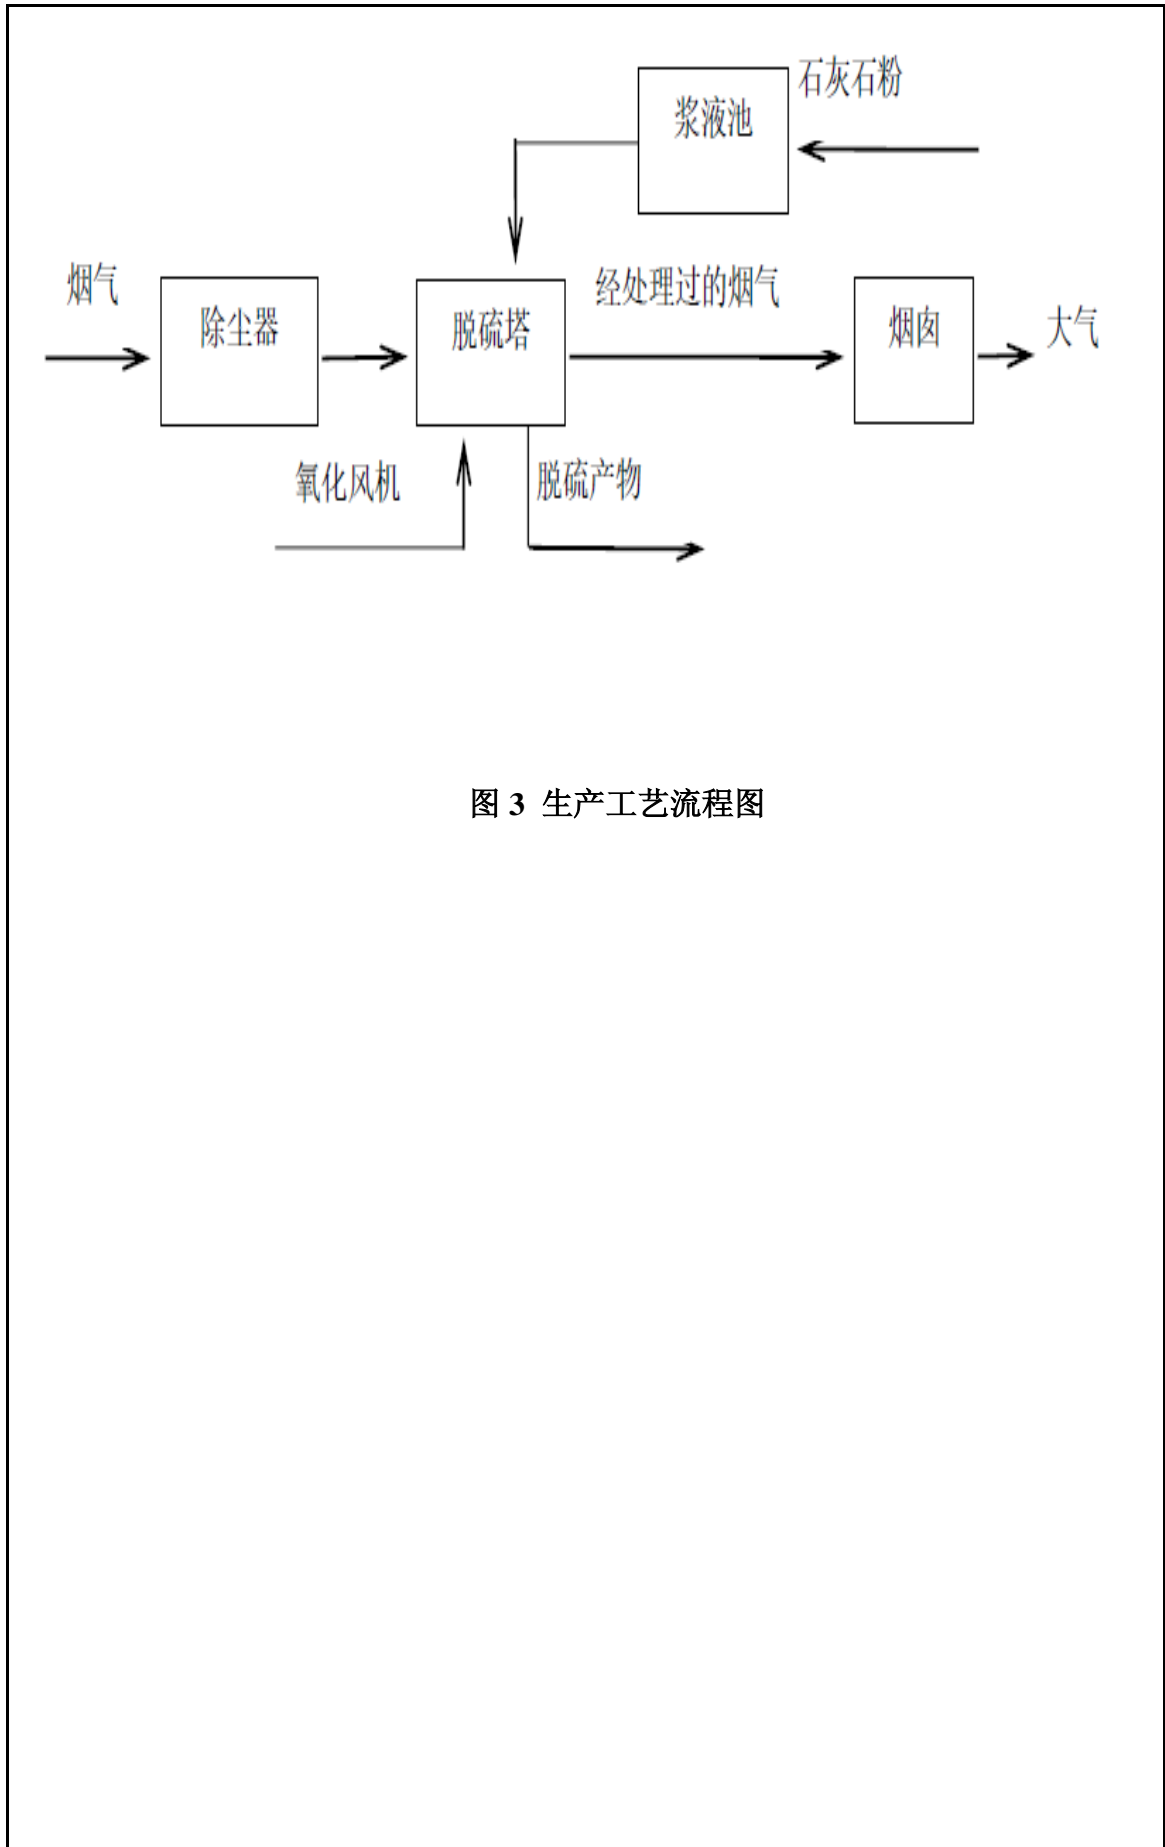 石灰石粉
浆液池
烟气
除尘器
脱硫塔
经处理过的烟气
烟囱
大气
氧化风机
脱硫产物
图 3 生产工艺流程图